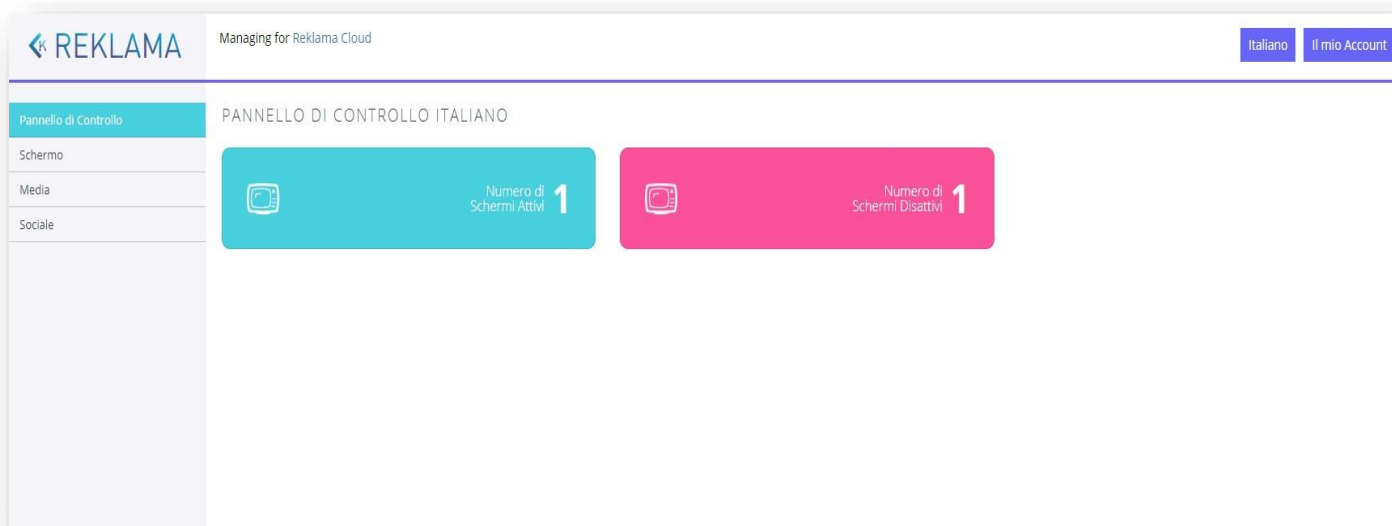 REKLAMA
Managing for Reklama Cloud
Italiano
Il mio Account
Pannello di Controllo
Schermo
Media
Sociale
PANNELLO DI CONTROLLO ITALIANO
Numero di
Schermi Attivi
1
Numero di
Schermi Disattivi
1